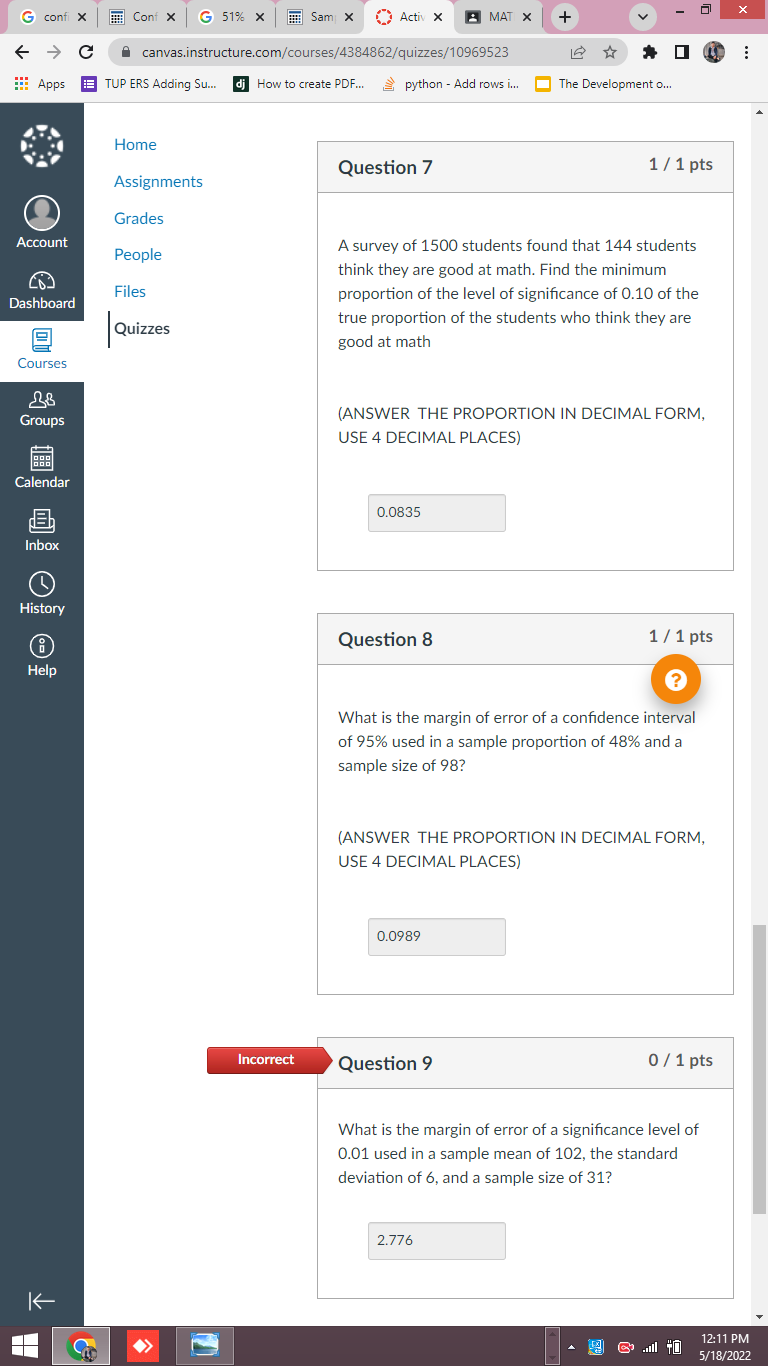 conf
Conf
51%
Sam
Activ
MAT
canvas.instructure.com/courses/4384862/quizzes/10969523
Apps
TUP ERS Adding Su...
dj
How to create PDF...
python - Add rows i...
The Development o...
Account
Dashboard
Courses
Groups
Calendar
Inbox
History
Help
Home
Assignments
Grades
People
Files
Quizzes
Question 7
1 / 1 pts
A survey of 1500 students found that 144 students
think they are good at math. Find the minimum
proportion of the level of significance of 0.10 of the
true proportion of the students who think they are
good at math
(ANSWER THE PROPORTION IN DECIMAL FORM,
USE 4 DECIMAL PLACES)
0.0835
Question 8
1 / 1 pts
?
What is the margin of error of a confidence interval
of 95% used in a sample proportion of 48% and a
sample size of 98?
(ANSWER THE PROPORTION IN DECIMAL FORM,
USE 4 DECIMAL PLACES)
0.0989
Incorrect
Question 9
0 / 1 pts
What is the margin of error of a significance level of
0.01 used in a sample mean of 102, the standard
deviation of 6, and a sample size of 31?
2.776
12:11 PM
5/18/2022